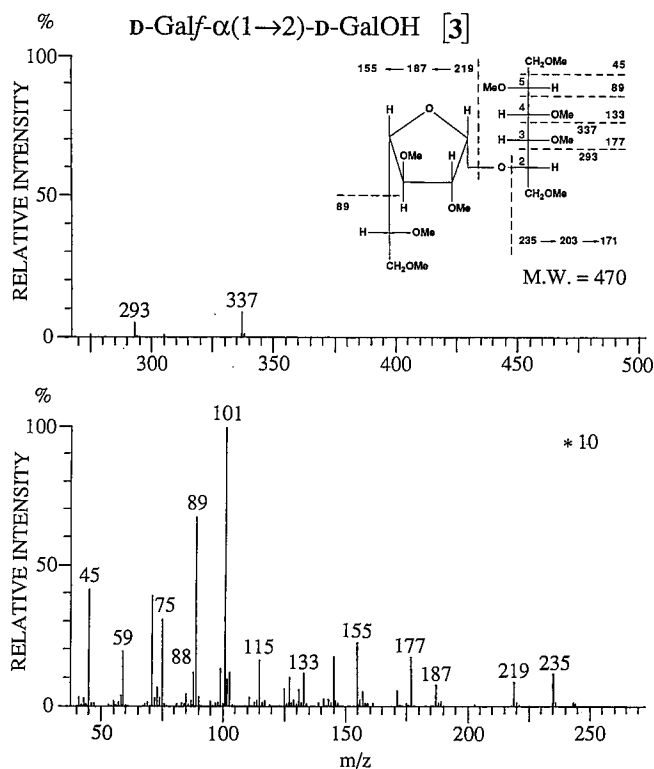 D-Galf-α(1→2)-D-GalOH [3]
%
100
50
0
RELATIVE INTENSITY
293
337
300
350
400
450
500
155 ← 187 ← 219
CH₂OMe
45
MeO
5
H
89
H
4
OMe
133
337
H
3
OMe
177
293
O
2
H
CH₂OMe
H
O
H
OMe
H
H
OMe
89
H
OMe
CH₂OMe
235 → 203 → 171
M.W. = 470
%
100
50
0
RELATIVE INTENSITY
* 10
45
59
75
88
89
101
115
133
155
177
187
219
235
50
100
150
200
250
m/z